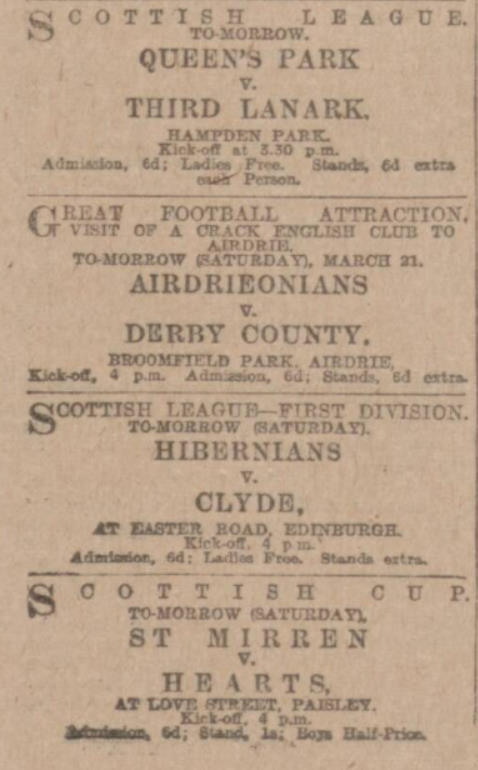 SCOTTISH LEAGUE.
TO-MORROW.
QUEEN'S PARK
v.
THIRD LANARK.
HAMPDEN PARK.
Kick-off at 3.30 p.m.
Admission, 6d; Ladies Free. Stands, 6d extra
each Person.
GREAT FOOTBALL ATTRACTION.
VISIT OF A CRACK ENGLISH CLUB TO
AIRDRIE.
TO-MORROW (SATURDAY), MARCH 21.
AIRDRIEONIANS
v.
DERBY COUNTY.
BROOMFIELD PARK, AIRDRIE,
Kick-off, 4 p.m. Admission, 6d; Stands, 6d extra.
SCOTTISH LEAGUE—FIRST DIVISION.
TO-MORROW (SATURDAY).
HIBERNIANS
v.
CLYDE,
AT EASTER ROAD, EDINBURGH.
Kick-off, 4 p.m.
Admission, 6d; Ladies Free. Stands extra.
SCOTTISH CUP.
TO-MORROW (SATURDAY),
ST MIRREN
v.
HEARTS,
AT LOVE STREET, PAISLEY.
Kick-off, 4 p.m.
Admission, 6d; Stand, 1s; Boys Half-Price.